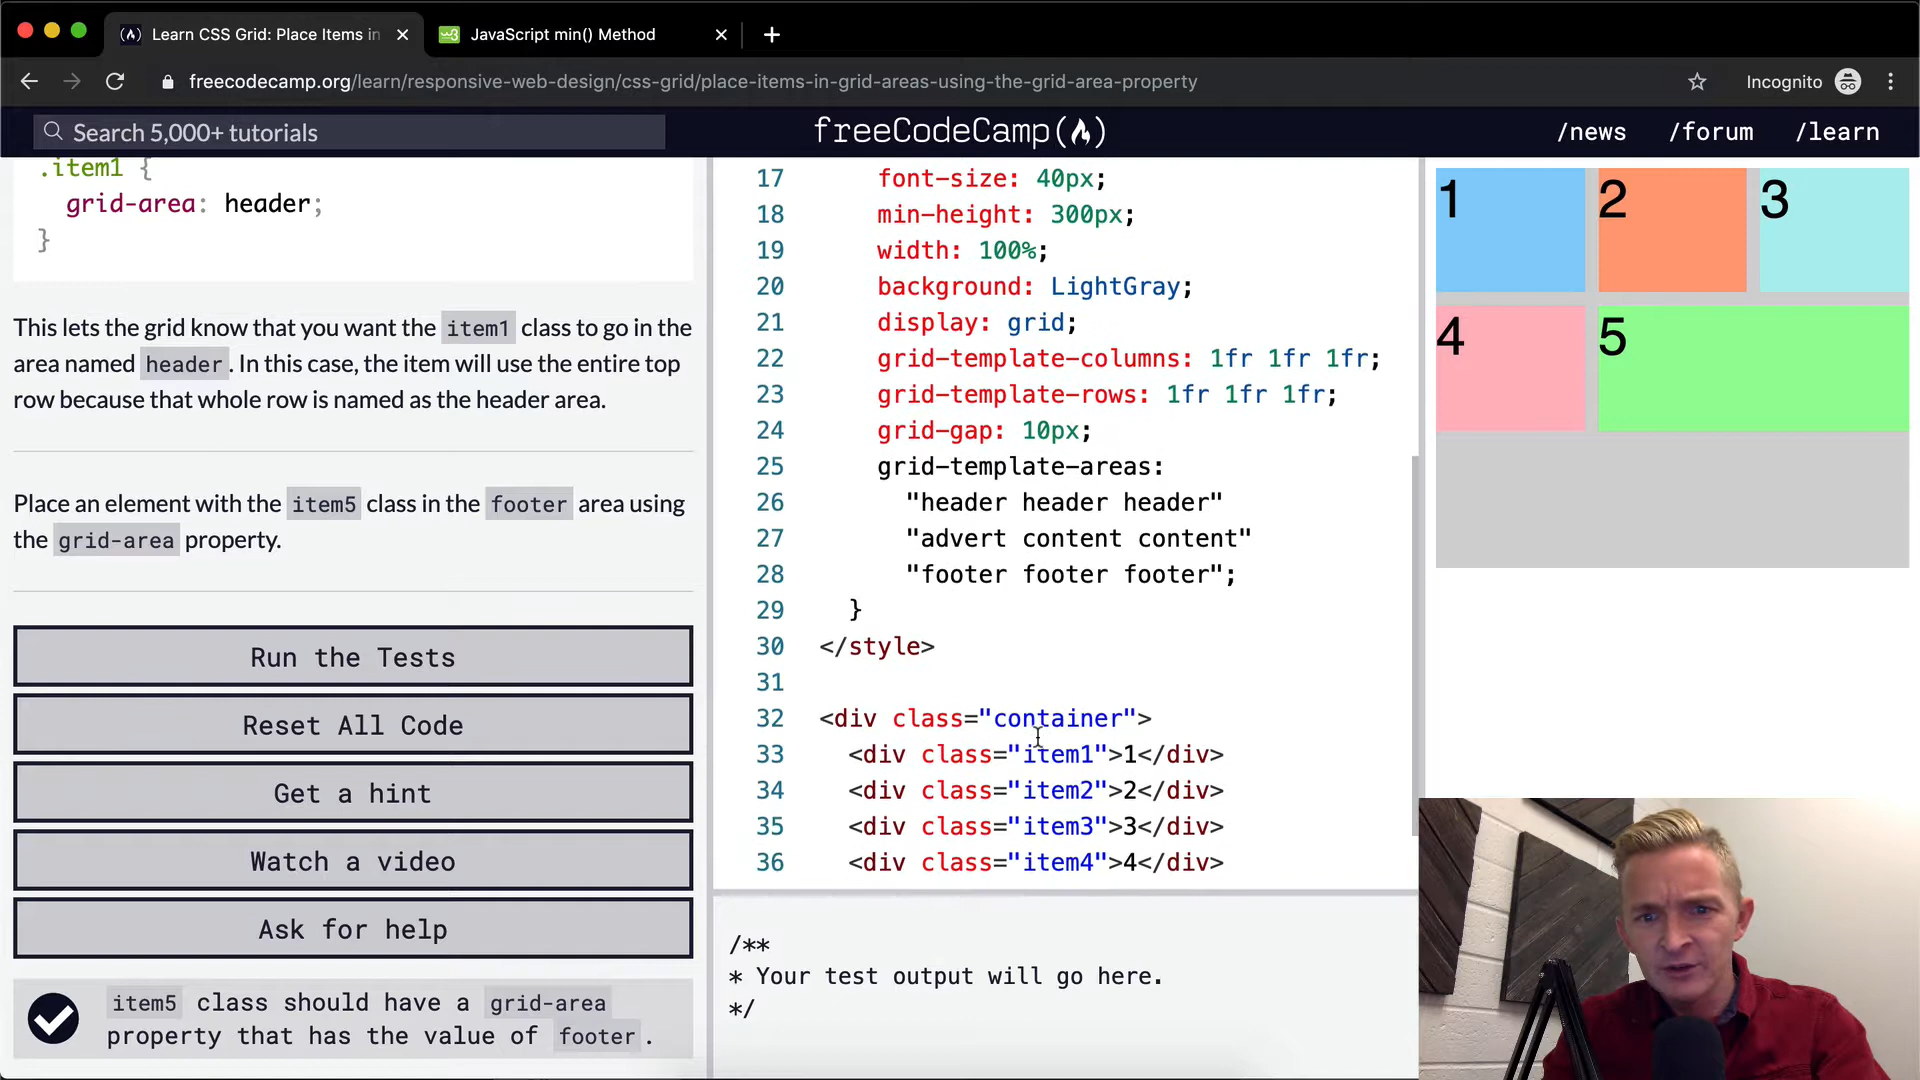 Learn CSS Grid: Place Items in
JavaScript min() Method
freecodecamp.org/learn/responsive-web-design/css-grid/place-items-in-grid-areas-using-the-grid-area-property
Incognito
Search 5,000+ tutorials
freeCodeCamp
/news /forum /learn
.item1 {
grid-area: header;
}
This lets the grid know that you want the item1 class to go in the
area named header. In this case, the item will use the entire top
row because that whole row is named as the header area.
Place an element with the item5 class in the footer area using
the grid-area property.
Run the Tests
Reset All Code
Get a hint
Watch a video
Ask for help
item5 class should have a grid-area
property that has the value of footer.
17 font-size: 40px;
18 min-height: 300px;
19 width: 100%;
20 background: LightGray;
21 display: grid;
22 grid-template-columns: 1fr 1fr 1fr;
23 grid-template-rows: 1fr 1fr 1fr;
24 grid-gap: 10px;
25 grid-template-areas:
26 "header header header"
27 "advert content content"
28 "footer footer footer";
29 }
30 </style>
31
32 <div class="container">
33 <div class="item1">1</div>
34 <div class="item2">2</div>
35 <div class="item3">3</div>
36 <div class="item4">4</div>
/**
* Your test output will go here.
*/
1 2 3
4 5